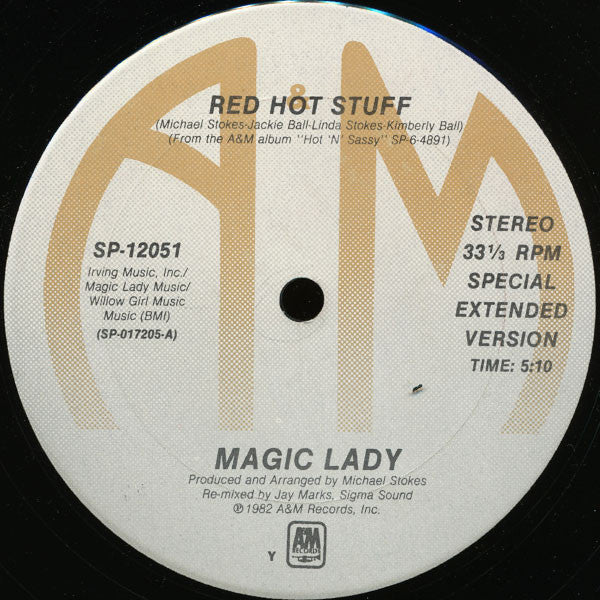 A&M
RED HOT STUFF
(Michael Stokes-Jackie Ball-Linda Stokes-Kimberly Ball)
(From the A&M album "Hot 'N' Sassy" SP-6-4891)
SP-12051
Irving Music, Inc./
Magic Lady Music/
Willow Girl Music
Music (BMI)
(SP-017205-A)
STEREO
33 1/3 RPM
SPECIAL
EXTENDED
VERSION
TIME: 5:10
MAGIC LADY
Produced and Arranged by Michael Stokes
Re-mixed by Jay Marks, Sigma Sound
℗ 1982 A&M Records, Inc.
Y
A&M
RECORDS